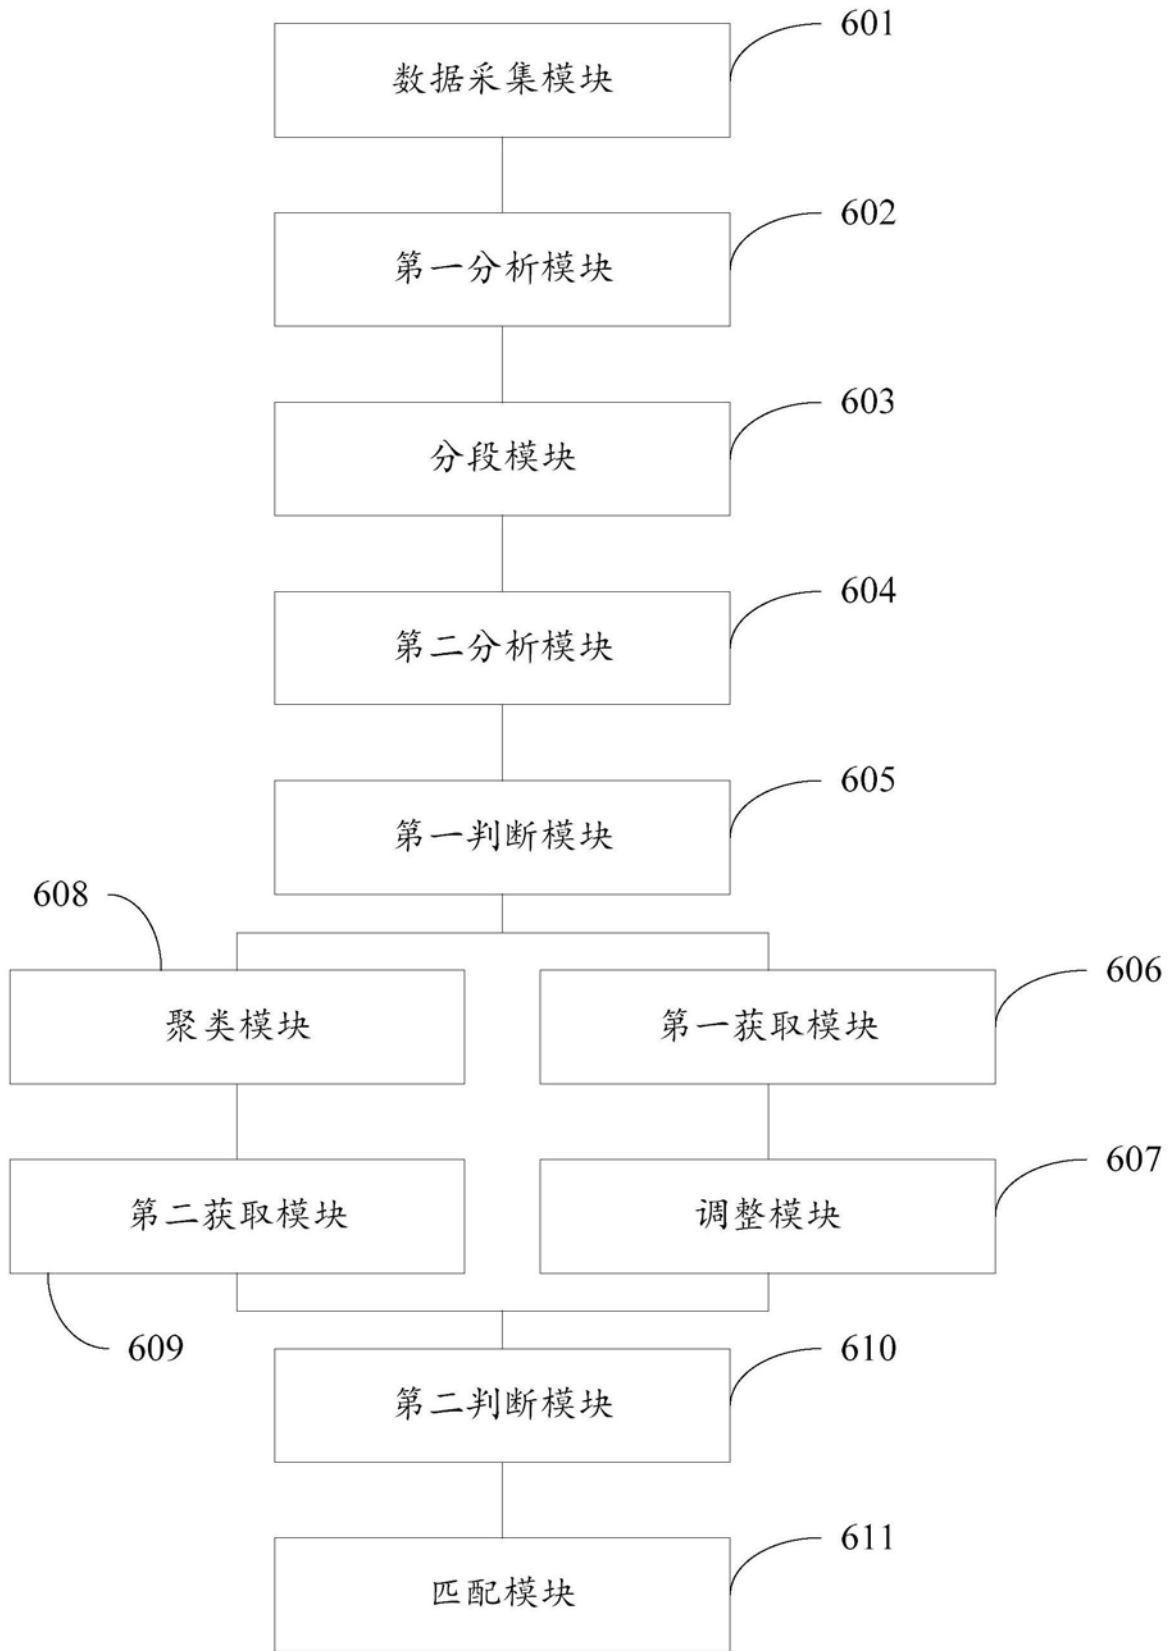 601
数据采集模块
602
第一分析模块
603
分段模块
604
第二分析模块
605
第一判断模块
608
606
聚类模块
第一获取模块
607
第二获取模块
调整模块
609
610
第二判断模块
611
匹配模块